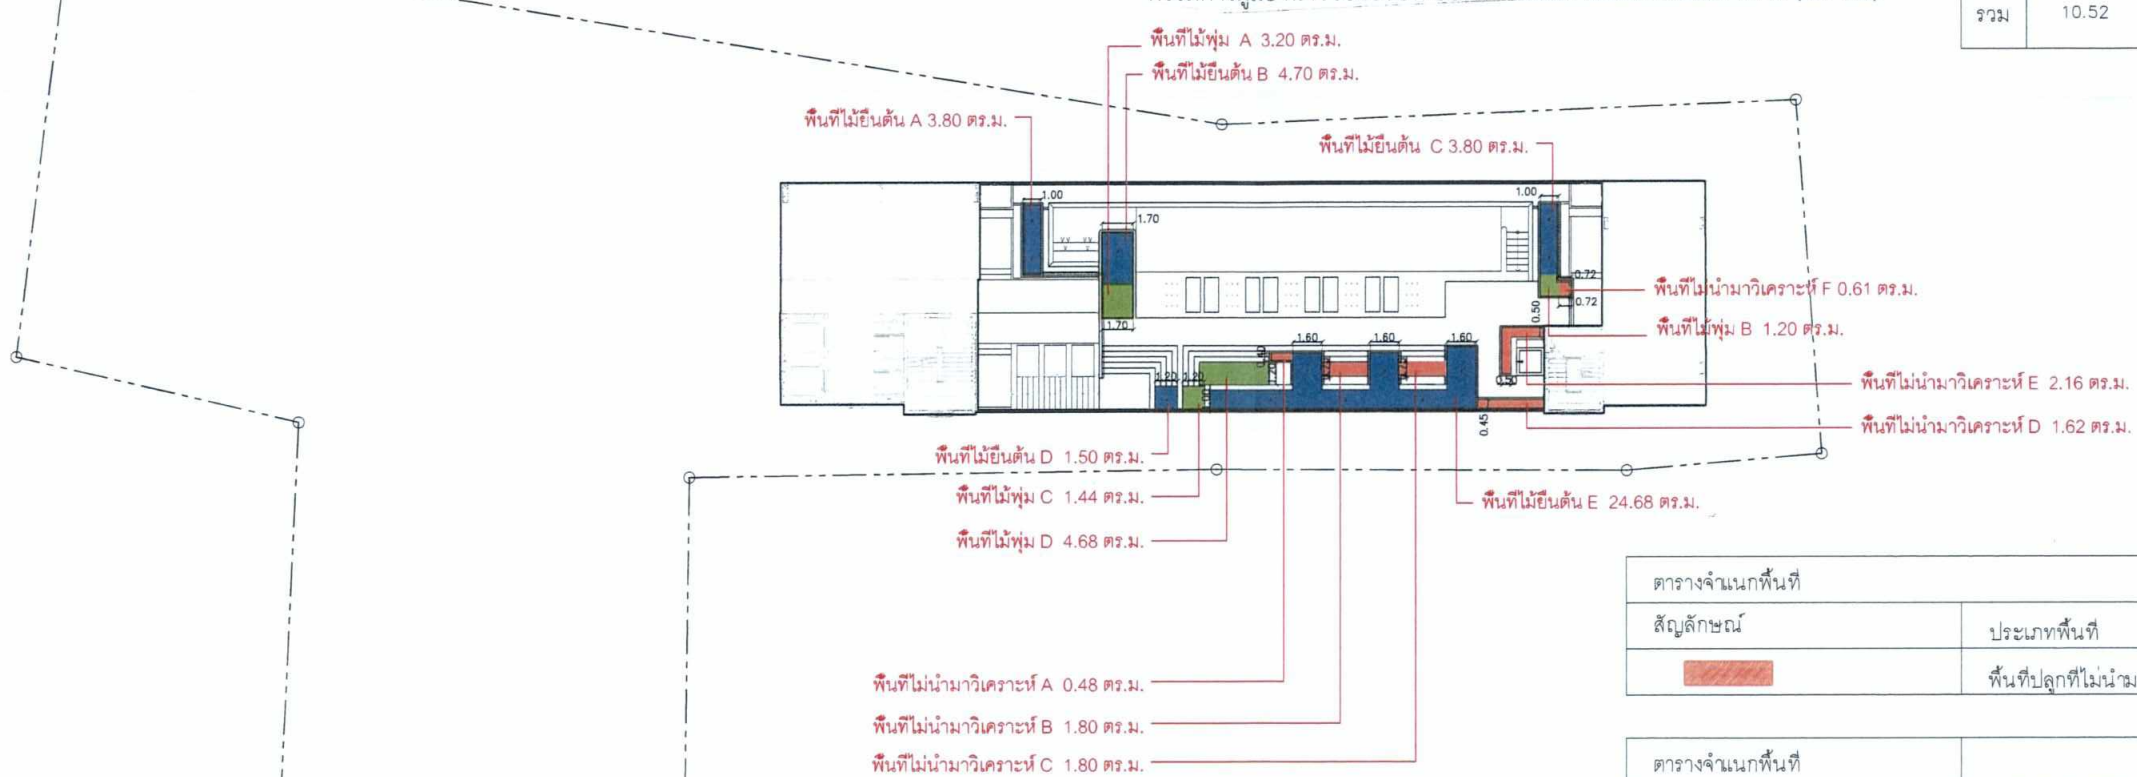 รวม 10.52
พื้นที่ไม้พุ่ม A 3.20 ตร.ม.
พื้นที่ไม้ยืนต้น B 4.70 ตร.ม.
พื้นที่ไม้ยืนต้น A 3.80 ตร.ม.
พื้นที่ไม้ยืนต้น C 3.80 ตร.ม.
1.00
1.00
1.70
0.72
พื้นที่ไม่นำมาวิเคราะห์ F 0.61 ตร.ม.
0.72
0.50
1.70
พื้นที่ไม้พุ่ม B 1.20 ตร.ม.
1.60
1.60
1.60
1.20
1.20
0.50
พื้นที่ไม่นำมาวิเคราะห์ E 2.16 ตร.ม.
0.45
พื้นที่ไม่นำมาวิเคราะห์ D 1.62 ตร.ม.
พื้นที่ไม้ยืนต้น D 1.50 ตร.ม.
พื้นที่ไม้พุ่ม C 1.44 ตร.ม.
พื้นที่ไม้ยืนต้น E 24.68 ตร.ม.
พื้นที่ไม้พุ่ม D 4.68 ตร.ม.
พื้นที่ไม่นำมาวิเคราะห์ A 0.48 ตร.ม.
พื้นที่ไม่นำมาวิเคราะห์ B 1.80 ตร.ม.
พื้นที่ไม่นำมาวิเคราะห์ C 1.80 ตร.ม.
ตารางจำแนกพื้นที่
สัญลักษณ์ ประเภทพื้นที่
พื้นที่ปลูกที่ไม่นำม
ตารางจำแนกพื้นที่